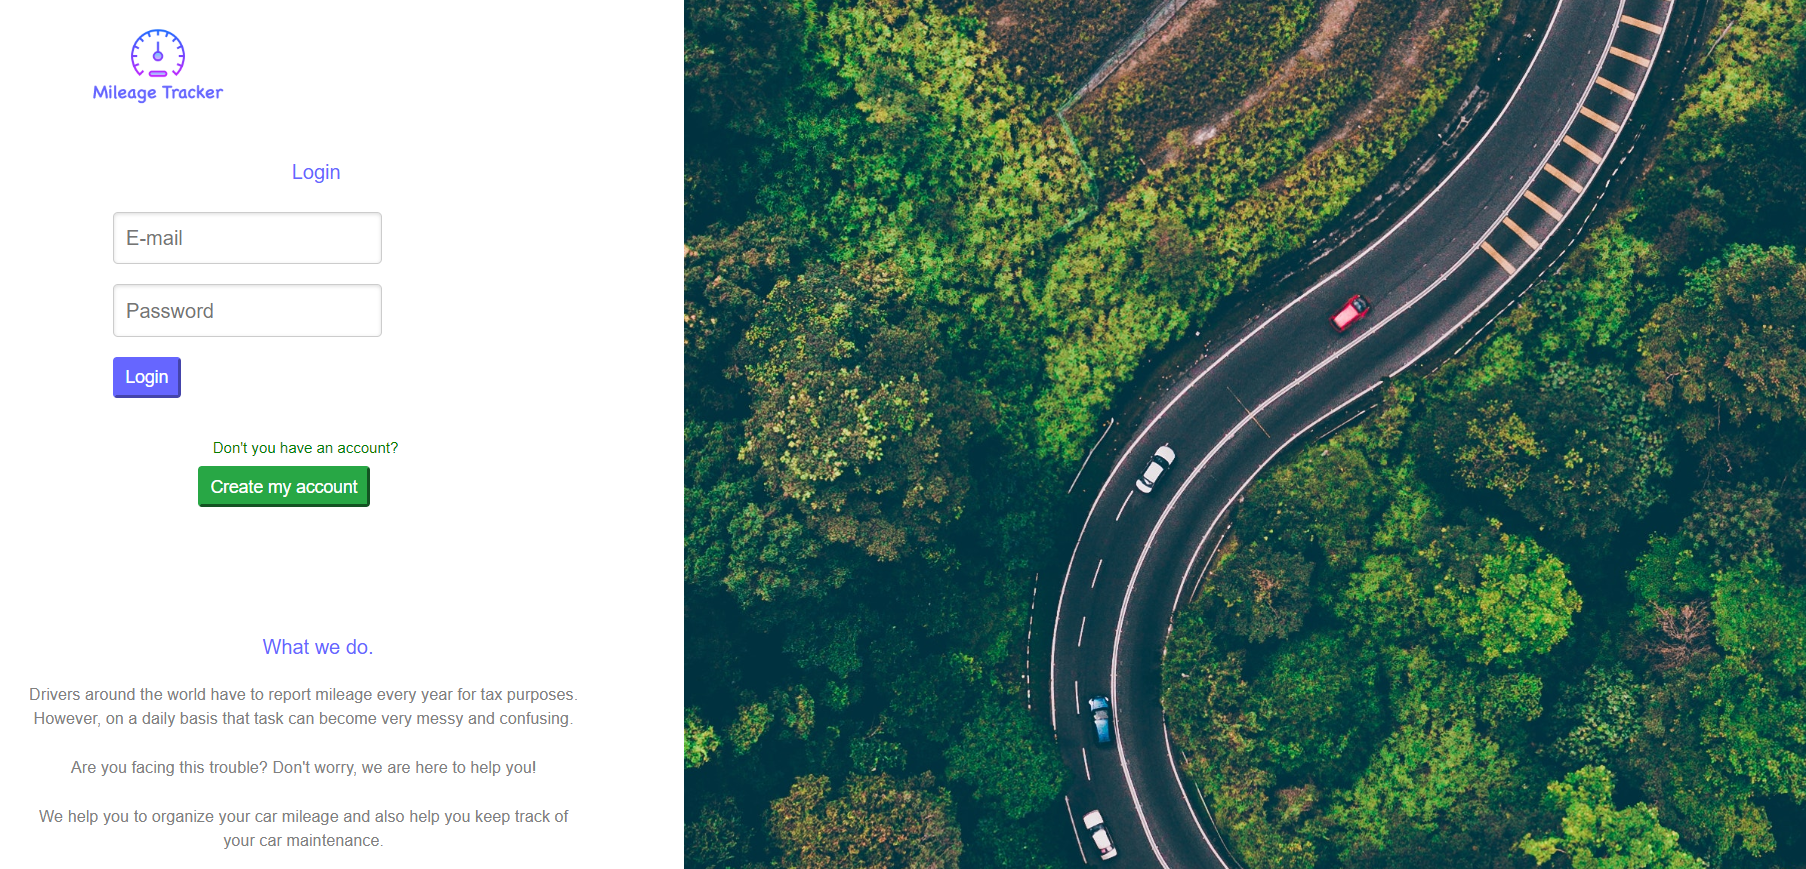 Mileage Tracker
Login
E-mail
Password
Login
Don't you have an account?
Create my account
What we do.
Drivers around the world have to report mileage every year for tax purposes.
However, on a daily basis that task can become very messy and confusing.
Are you facing this trouble? Don't worry, we are here to help you!
We help you to organize your car mileage and also help you keep track of
your car maintenance.